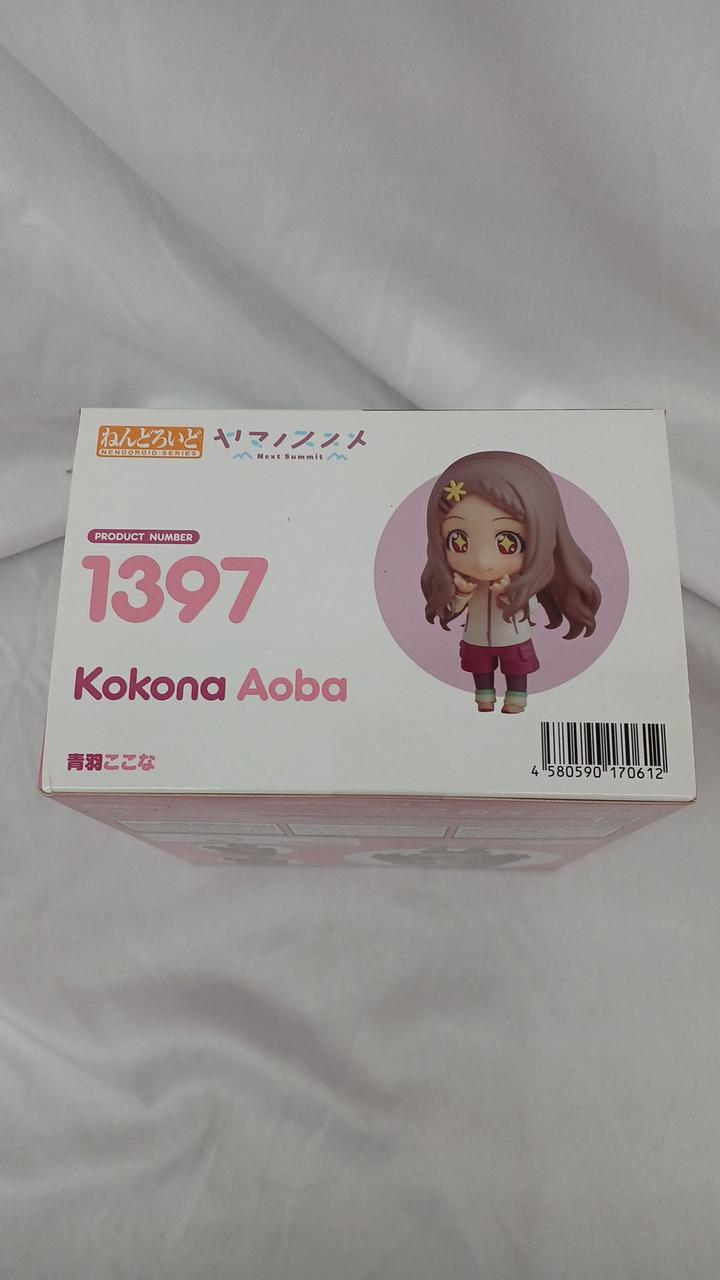 ねんどろいど
NENDOROID-SERIES
ヤマノススメ
Next Summit
PRODUCT NUMBER
1397
Kokona Aoba
青羽ここな
4 580590 170612